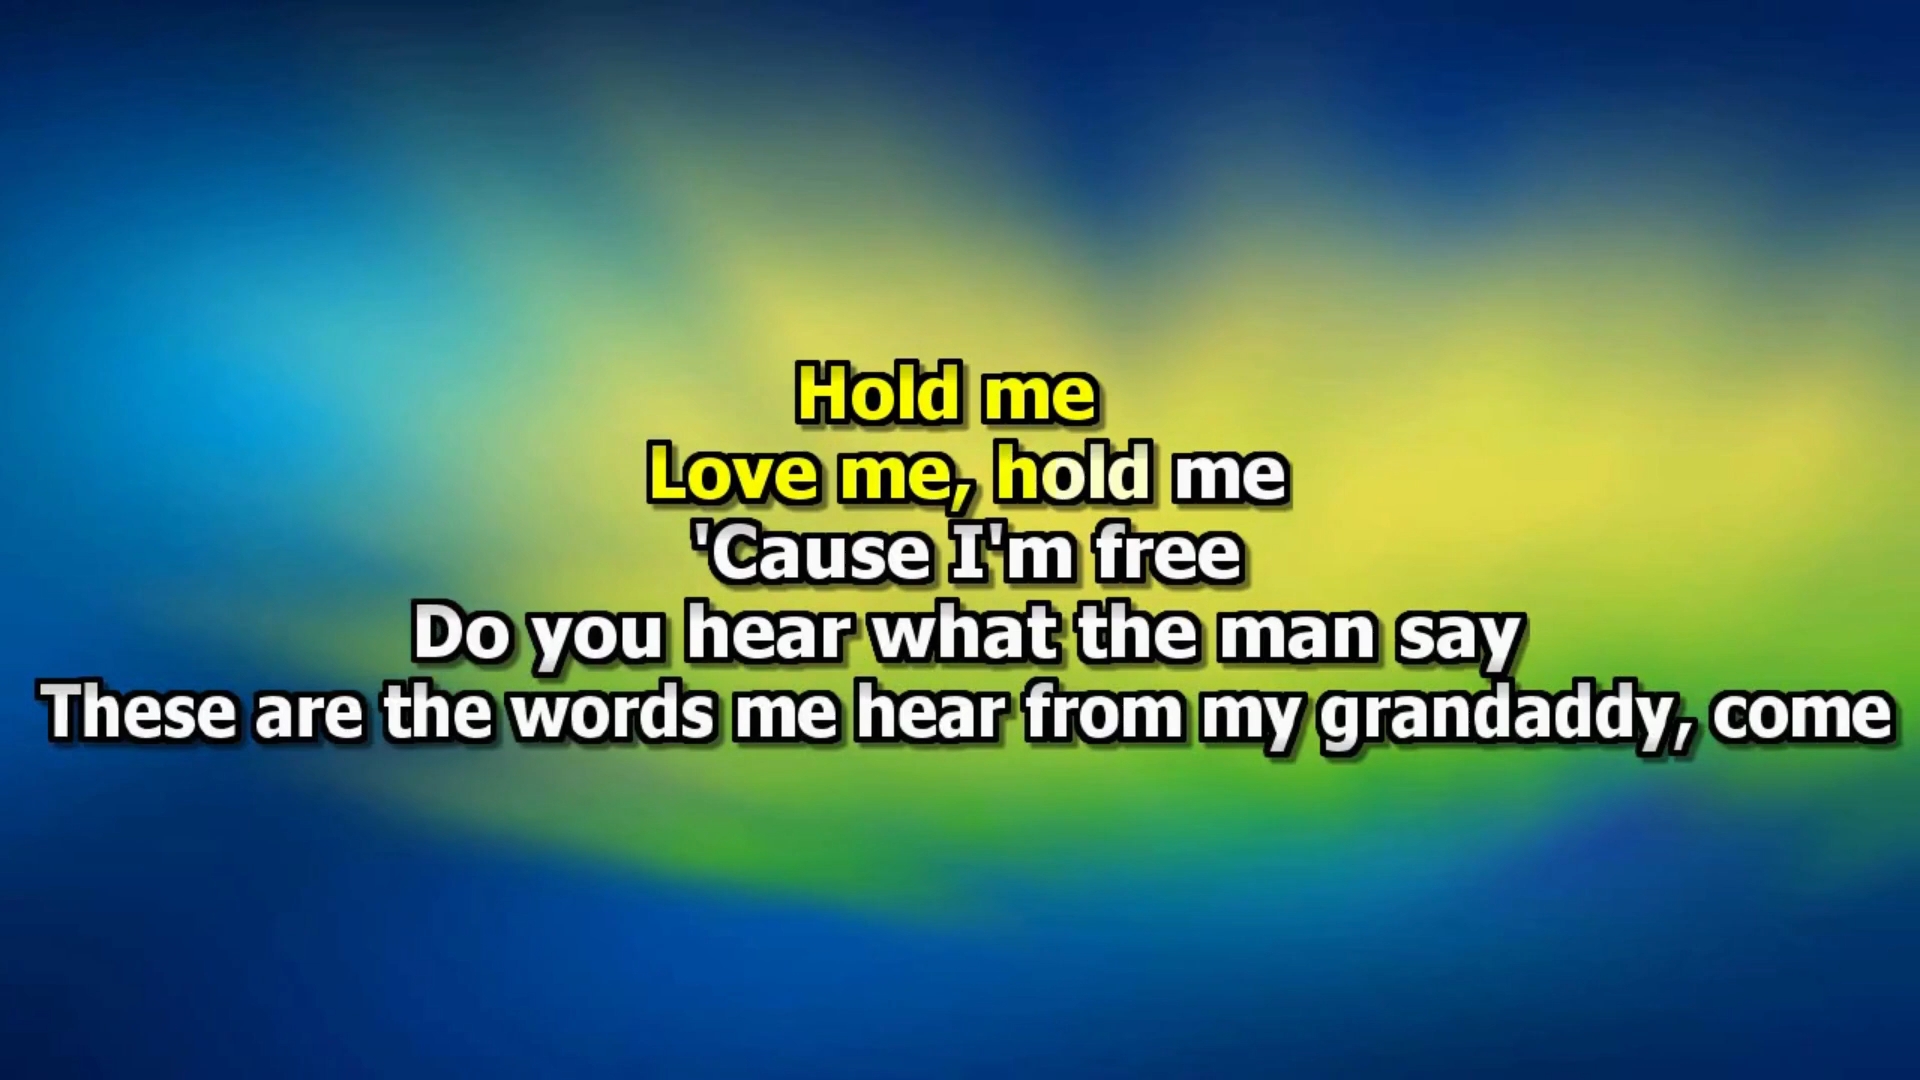 Hold me
Love me, hold me
'Cause I'm free
Do you hear what the man say
These are the words me hear from my grandaddy, come